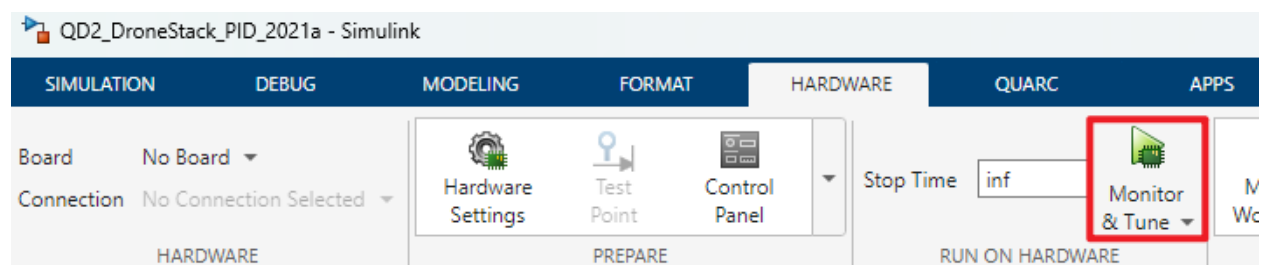 QD2_DroneStack_PID_2021a - Simulink
SIMULATION DEBUG MODELING FORMAT HARDWARE QUARC APPS
Board No Board
Connection No Connection Selected
Hardware Settings
Test Point
Control Panel
Stop Time inf
Monitor & Tune
HARDWARE PREPARE RUN ON HARDWARE